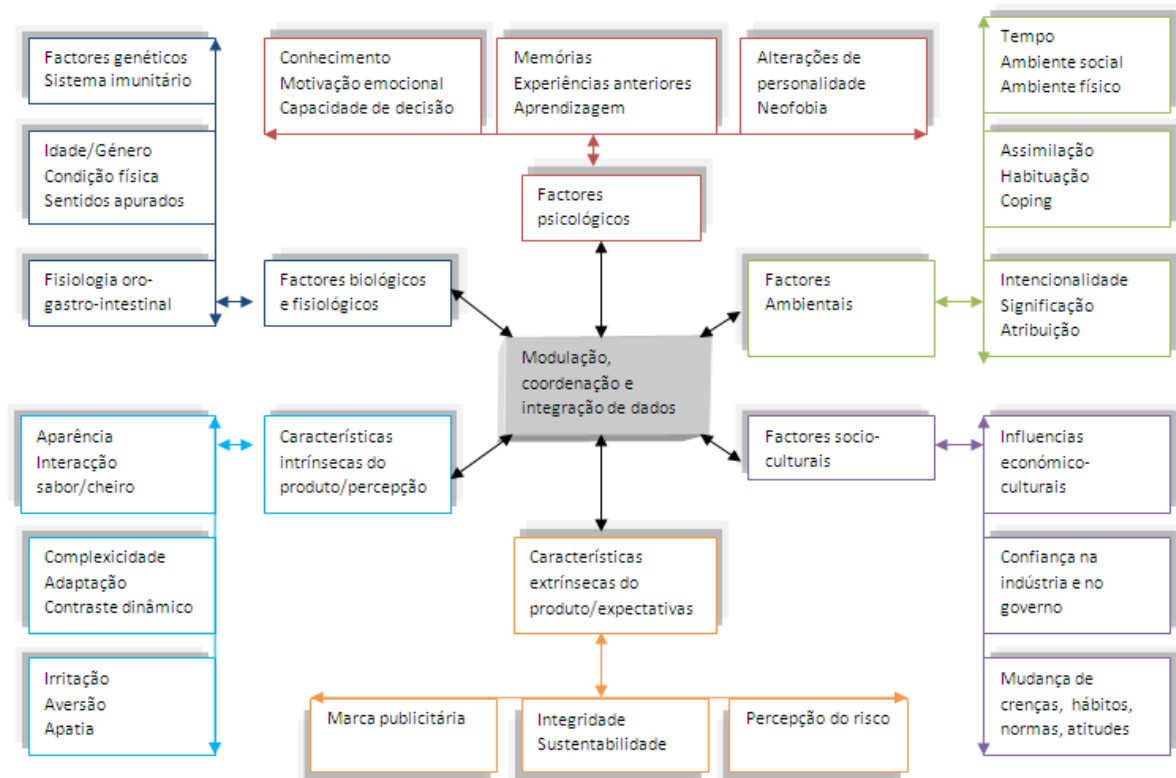 Factores genéticos
Sistema imunitário
Idade/Género
Condição física
Sentidos apurados
Fisiologia oro-
gastro-intestinal
Factores biológicos
e fisiológicos
Conhecimento
Motivação emocional
Capacidade de decisão
Memórias
Experiências anteriores
Aprendizagem
Alterações de
personalidade
Neofobia
Factores
psicológicos
Tempo
Ambiente social
Ambiente físico
Assimilação
Habituação
Coping
Intencionalidade
Significação
Atribuição
Factores
Ambientais
Modulação,
coordenação e
integração de dados
Aparência
Interacção
sabor/cheiro
Complexicidade
Adaptação
Contraste dinâmico
Irritação
Aversão
Apatia
Características
intrínsecas do
produto/percepção
Características
extrínsecas do
produto/expectativas
Marca publicitária
Integridade
Sustentabilidade
Percepção do risco
Factores socio-
culturais
Influencias
económico-
culturais
Confiança na
indústria e no
governo
Mudança de
crenças, hábitos,
normas, atitudes